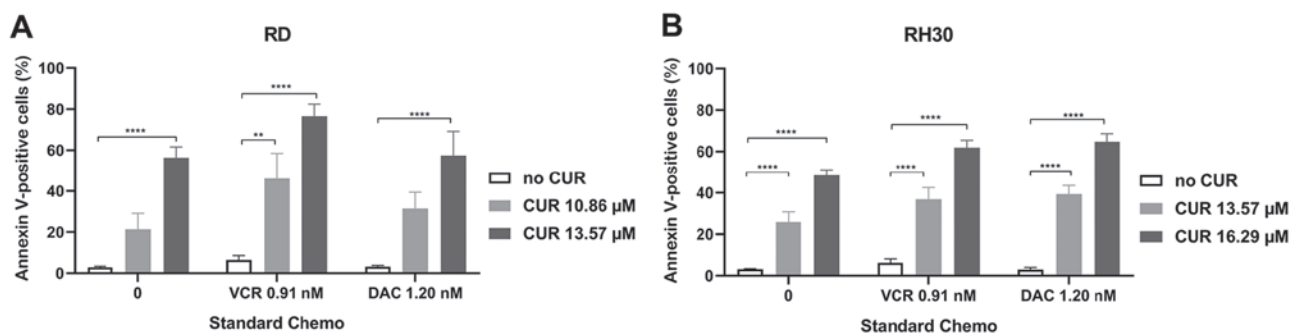 A
RD
Annexin V-positive cells (%)
100
80
60
40
20
0
****
****
**
****
0
VCR 0.91 nM
DAC 1.20 nM
Standard Chemo
no CUR
CUR 10.86 µM
CUR 13.57 µM
B
RH30
Annexin V-positive cells (%)
100
80
60
40
20
0
****
****
****
****
****
****
0
VCR 0.91 nM
DAC 1.20 nM
Standard Chemo
no CUR
CUR 13.57 µM
CUR 16.29 µM